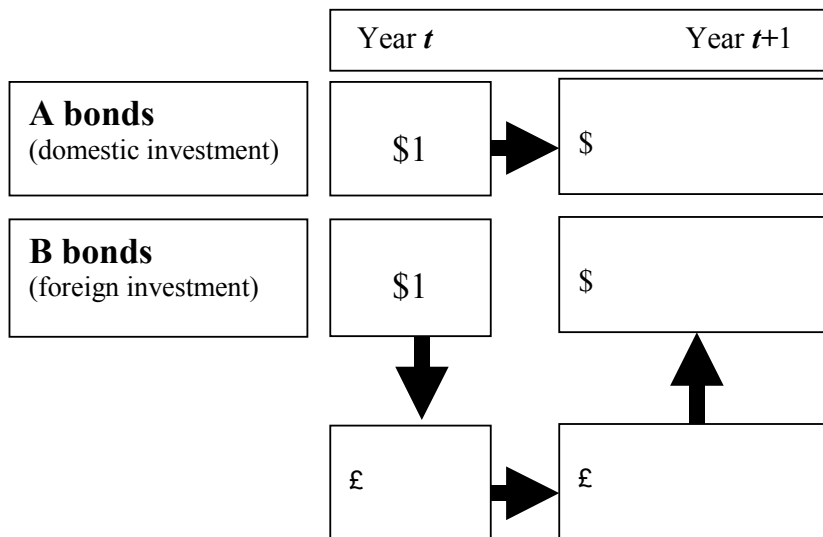 Year t Year t+1
A bonds
(domestic investment)
$1 $
B bonds
(foreign investment)
$1 $
£ £